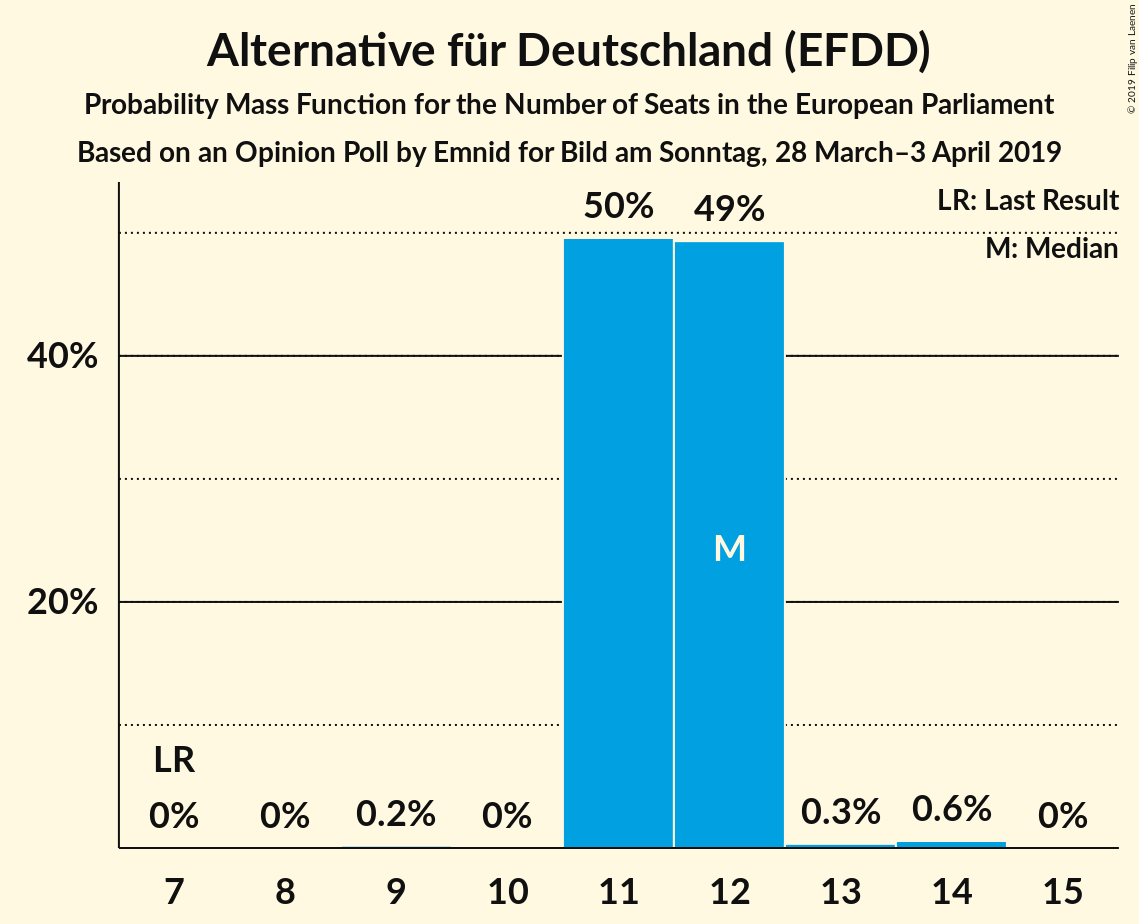 Alternative für Deutschland (EFDD)
Probability Mass Function for the Number of Seats in the European Parliament
Based on an Opinion Poll by Emnid for Bild am Sonntag, 28 March–3 April 2019
© 2019 Filip van Laenen
LR: Last Result
M: Median
50% 49%
40%
20%
M
LR
0% 0% 0.2% 0% 0.3% 0.6% 0%
7 8 9 10 11 12 13 14 15